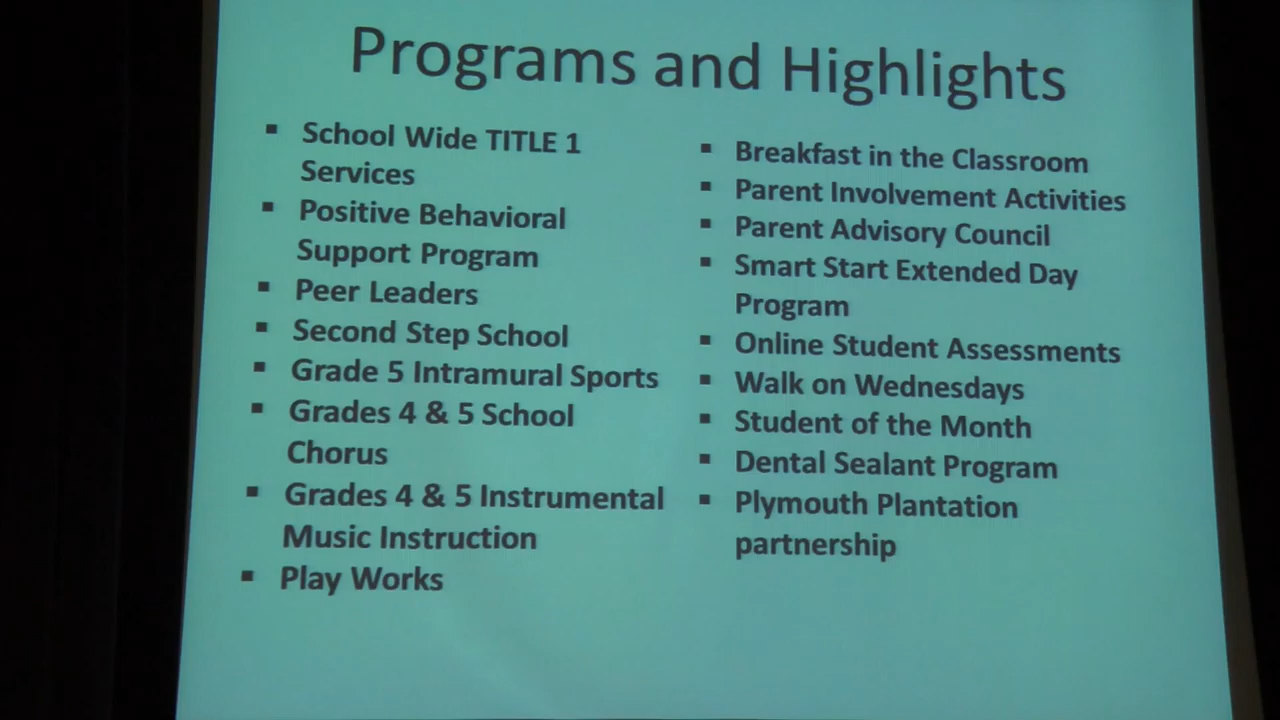 Programs and Highlights
▪ School Wide TITLE 1
Services
▪ Positive Behavioral
Support Program
▪ Peer Leaders
▪ Second Step School
▪ Grade 5 Intramural Sports
▪ Grades 4 & 5 School
Chorus
▪ Grades 4 & 5 Instrumental
Music Instruction
▪ Play Works
▪ Breakfast in the Classroom
▪ Parent Involvement Activities
▪ Parent Advisory Council
▪ Smart Start Extended Day
Program
▪ Online Student Assessments
▪ Walk on Wednesdays
▪ Student of the Month
▪ Dental Sealant Program
▪ Plymouth Plantation
partnership